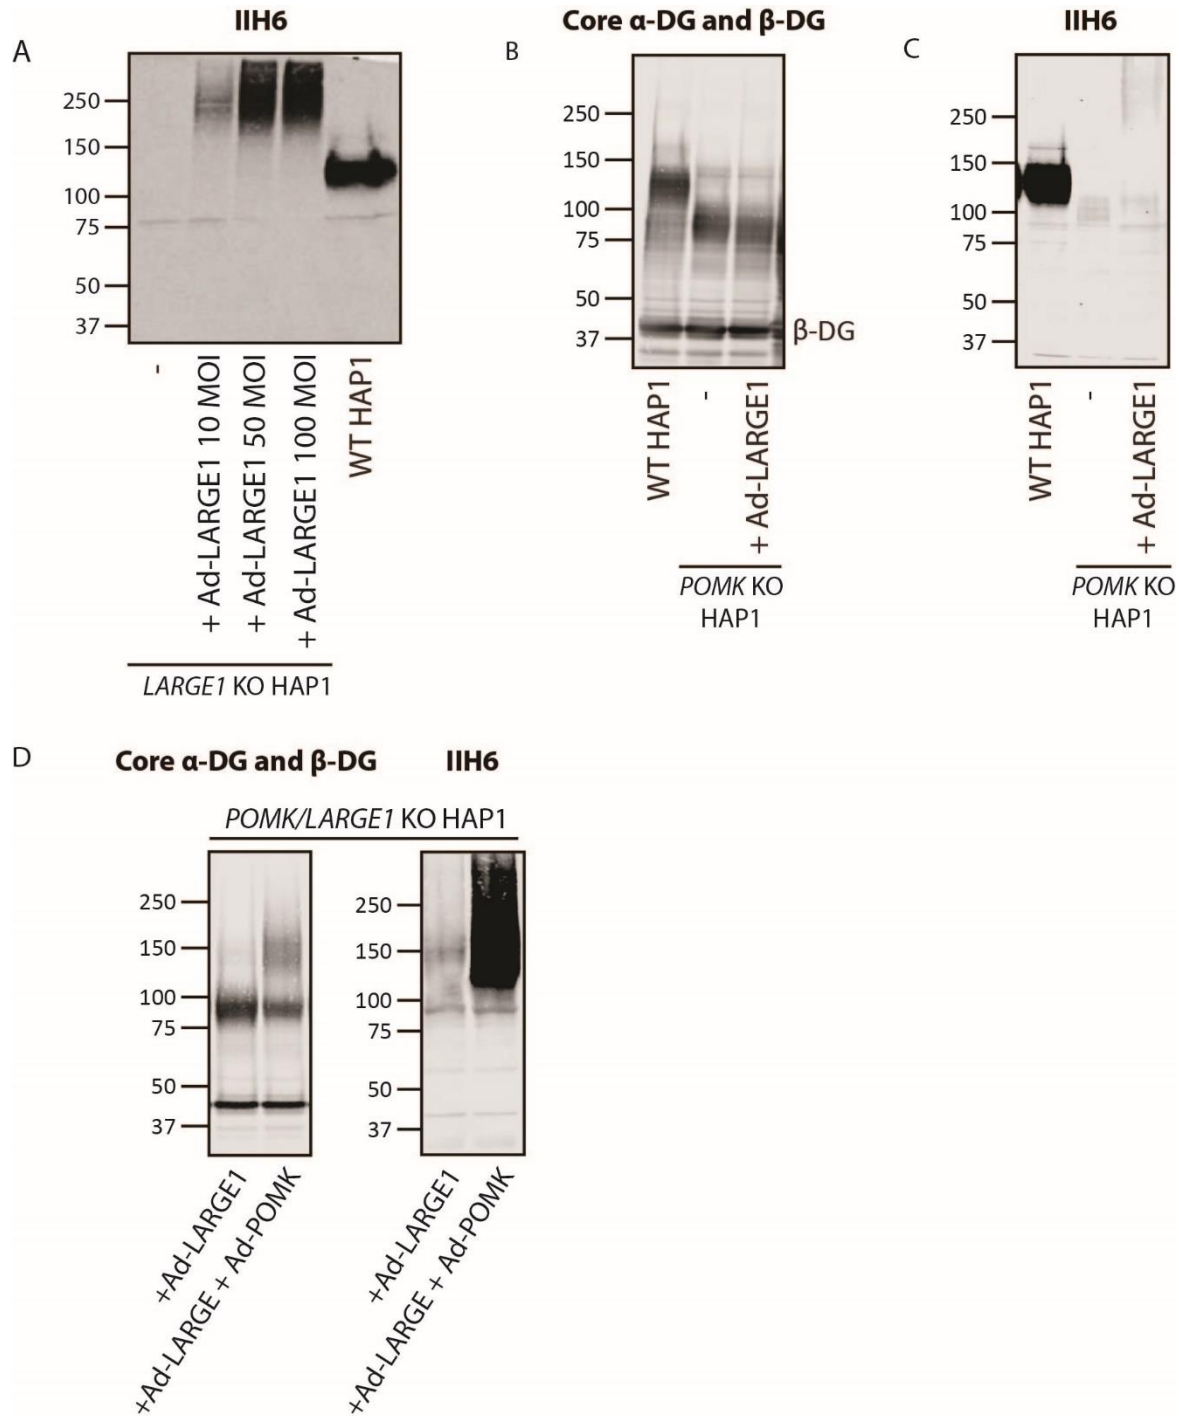 IIH6
A
250
150
100
75
50
37
-
+ Ad-LARGE1 10 MOI
+ Ad-LARGE1 50 MOI
+ Ad-LARGE1 100 MOI
WT HAP1
LARGE1 KO HAP1
Core α-DG and β-DG
B
250
150
100
75
50
37
β-DG
WT HAP1
-
+ Ad-LARGE1
POMK KO
HAP1
IIH6
C
250
150
100
75
50
37
WT HAP1
-
+ Ad-LARGE1
POMK KO
HAP1
D
Core α-DG and β-DG
IIH6
POMK/LARGE1 KO HAP1
250
150
100
75
50
37
+Ad-LARGE1
+Ad-LARGE + Ad-POMK
250
150
100
75
50
37
+Ad-LARGE1
+Ad-LARGE + Ad-POMK